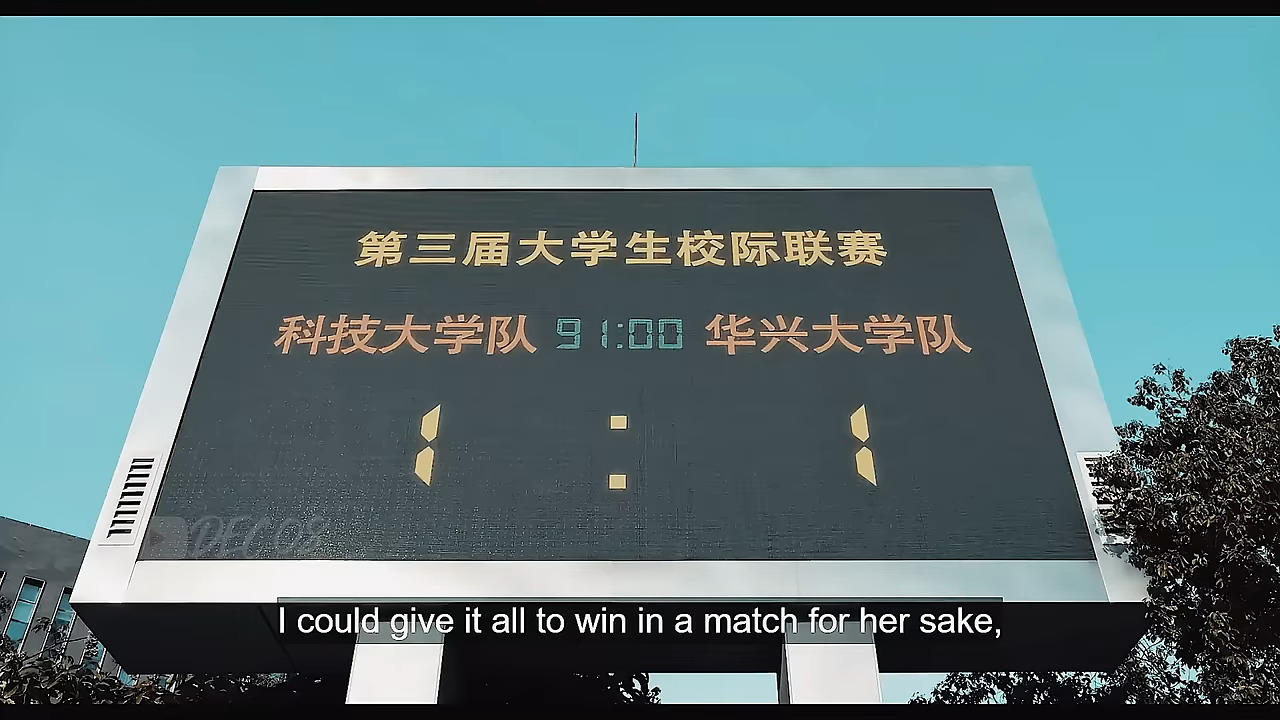 第三届大学生校际联赛
科技大学队 91:00 华兴大学队
1 : 1
I could give it all to win in a match for her sake,